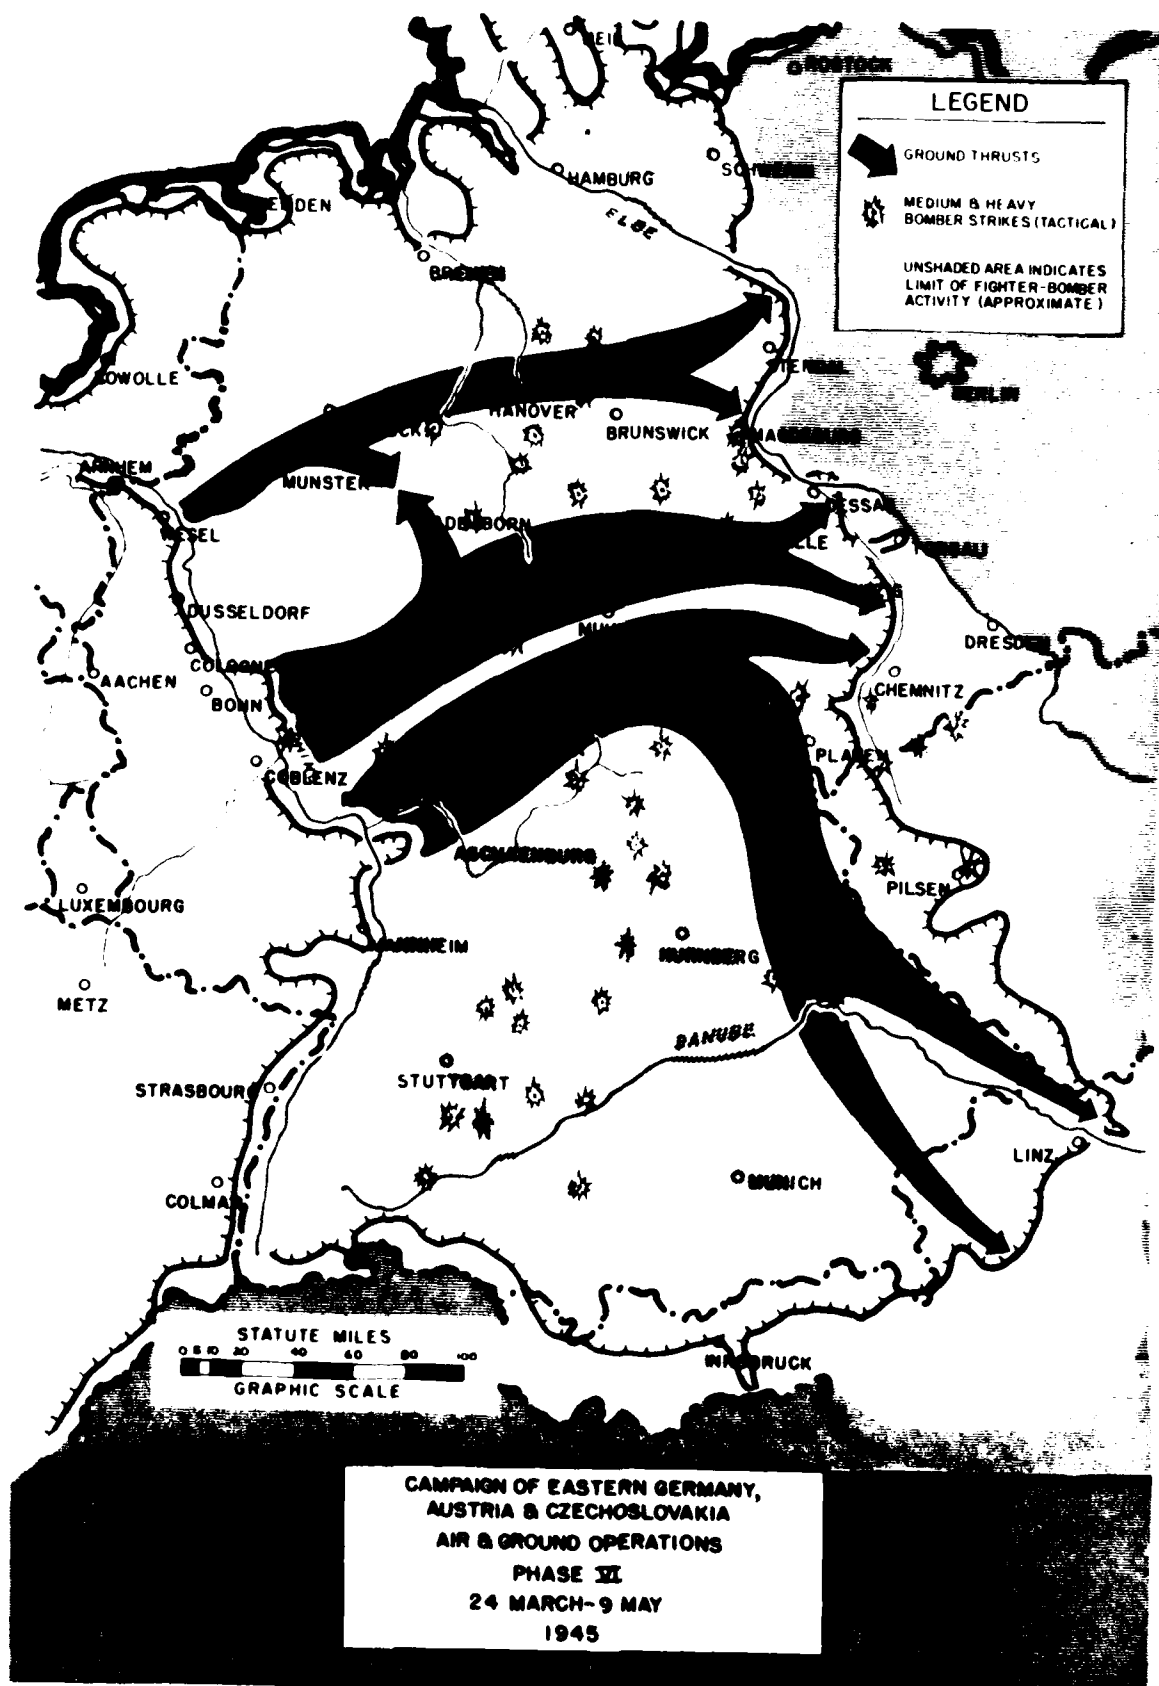 ROSTOCK
LEGEND
GROUND THRUSTS
MEDIUM & HEAVY
BOMBER STRIKES (TACTICAL)
UNSHADED AREA INDICATES
LIMIT OF FIGHTER-BOMBER
ACTIVITY (APPROXIMATE)
HAMBURG
ELBE
BREMEN
STENDAL
BERLIN
HANOVER
BRUNSWICK
MAGDEBURG
ARNHEM
MUNSTER
WESEL
DESSAU
TORGAU
DUSSELDORF
DRESDEN
COLOGNE
AACHEN
BONN
CHEMNITZ
COBLENZ
PLAUEN
ASCHAFFENBURG
PILSEN
LUXEMBOURG
MANNHEIM
NURNBERG
METZ
DANUBE
STUTTGART
STRASBOURG
LINZ
MUNICH
COLMAR
INNSBRUCK
STATUTE MILES
0 5 10 20 40 60 80 100
GRAPHIC SCALE
CAMPAIGN OF EASTERN GERMANY,
AUSTRIA & CZECHOSLOVAKIA
AIR & GROUND OPERATIONS
PHASE VI
24 MARCH-9 MAY
1945